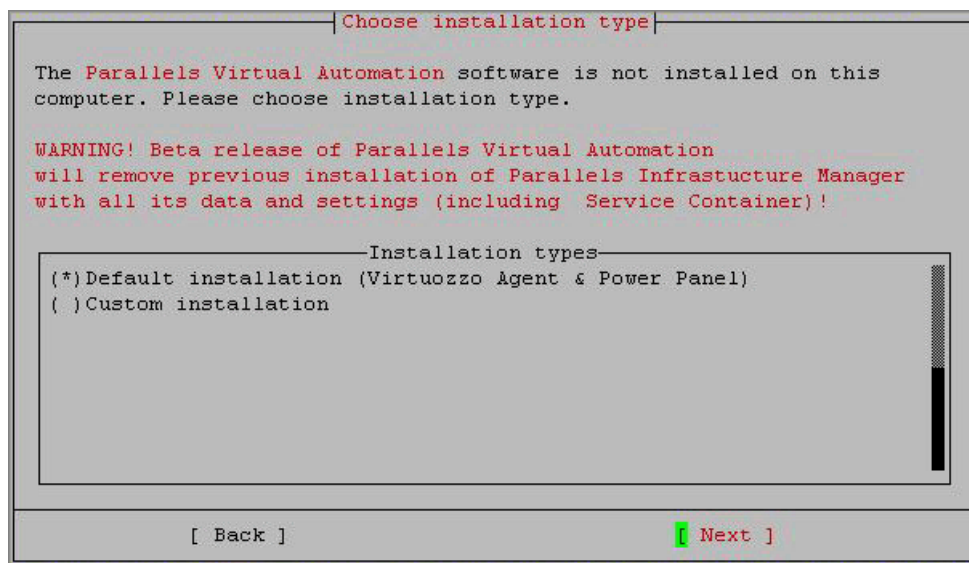 Choose installation type
The Parallels Virtual Automation software is not installed on this
computer. Please choose installation type.
WARNING! Beta release of Parallels Virtual Automation
will remove previous installation of Parallels Infrastucture Manager
with all its data and settings (including  Service Container)!
Installation types
(*)Default installation (Virtuozzo Agent & Power Panel)
( )Custom installation
[ Back ] [ Next ]